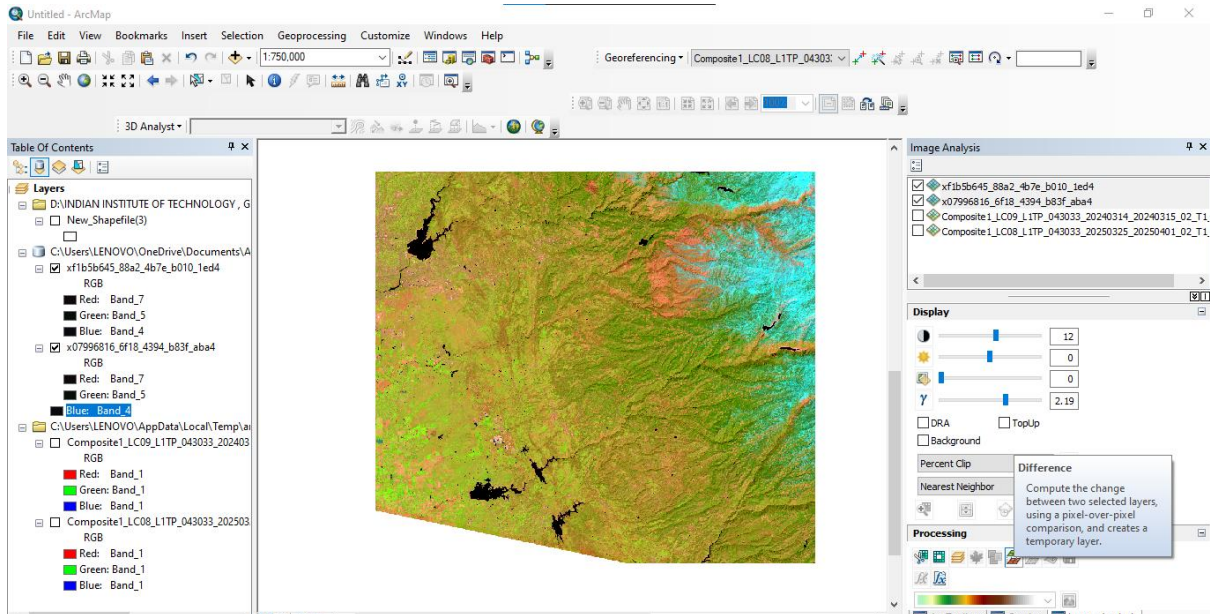 Untitled - ArcMap
File Edit View Bookmarks Insert Selection Geoprocessing Customize Windows Help
1:750,000
Georeferencing
Composite1_LC08_L1TP_04303:
3D Analyst
Table Of Contents
Layers
D:\INDIAN INSTITUTE OF TECHNOLOGY , G
New_Shapefile(3)
C:\Users\LENOVO\OneDrive\Documents\A
xf1b5b645_88a2_4b7e_b010_1ed4
RGB
Red: Band_7
Green: Band_5
Blue: Band_4
x07996816_6f18_4394_b83f_aba4
RGB
Red: Band_7
Green: Band_5
Blue: Band_4
C:\Users\LENOVO\AppData\Local\Temp\ar
Composite1_LC09_L1TP_043033_202403
RGB
Red: Band_1
Green: Band_1
Blue: Band_1
Composite1_LC08_L1TP_043033_202503
RGB
Red: Band_1
Green: Band_1
Blue: Band_1
Image Analysis
xf1b5b645_88a2_4b7e_b010_1ed4
x07996816_6f18_4394_b83f_aba4
Composite1_LC09_L1TP_043033_20240314_20240315_02_T1_
Composite1_LC08_L1TP_043033_20250325_20250401_02_T1_
Display
12
0
0
γ 2.19
DRA TopUp
Background
Percent Clip
Nearest Neighbor
Difference
Compute the change
between two selected layers,
using a pixel-over-pixel
comparison, and creates a
temporary layer.
Processing